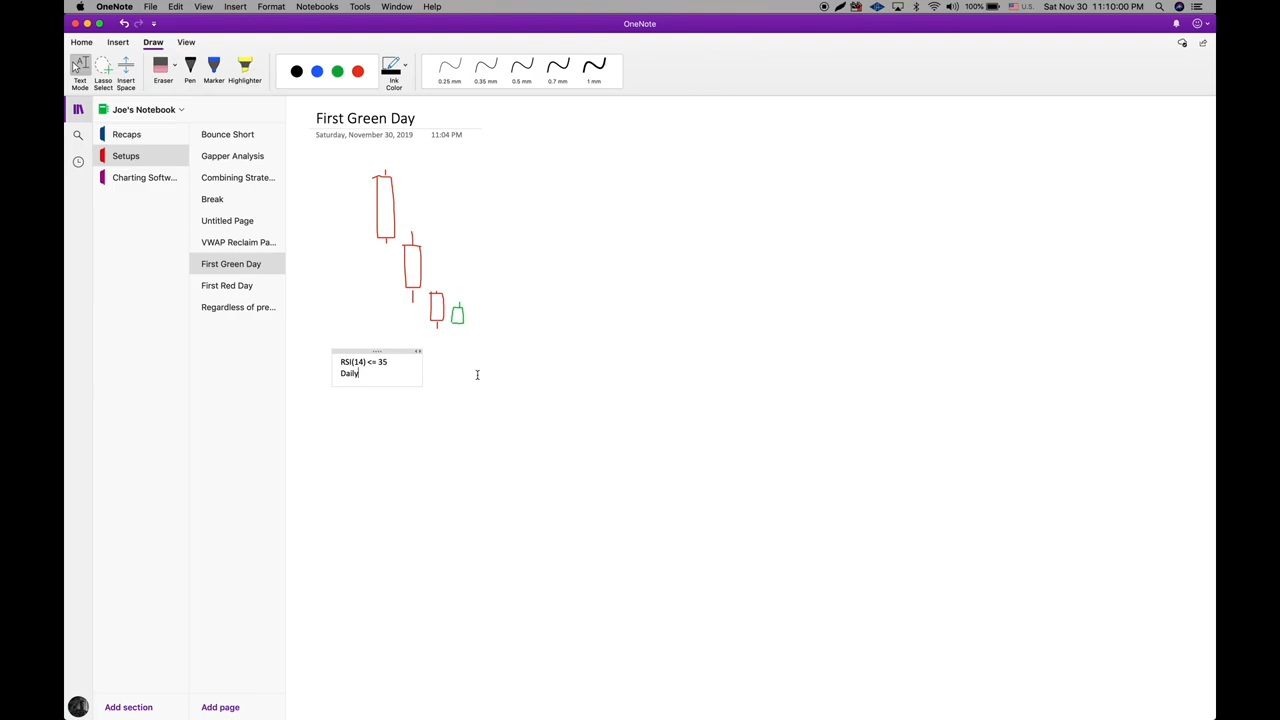 OneNote File Edit View Insert Format Notebooks Tools Window Help 100% U.S. Sat Nov 30 11:10:00 PM
OneNote
Home Insert Draw View
Text Mode Lasso Select Insert Space Eraser Pen Marker Highlighter Ink Color 0.25 mm 0.35 mm 0.5 mm 0.7 mm 1 mm
Joe's Notebook
Recaps
Setups
Charting Softw...
Bounce Short
Gapper Analysis
Combining Strate...
Break
Untitled Page
VWAP Reclaim Pa...
First Green Day
First Red Day
Regardless of pre...
First Green Day
Saturday, November 30, 2019 11:04 PM
RSI(14) <= 35
Daily
Add section
Add page